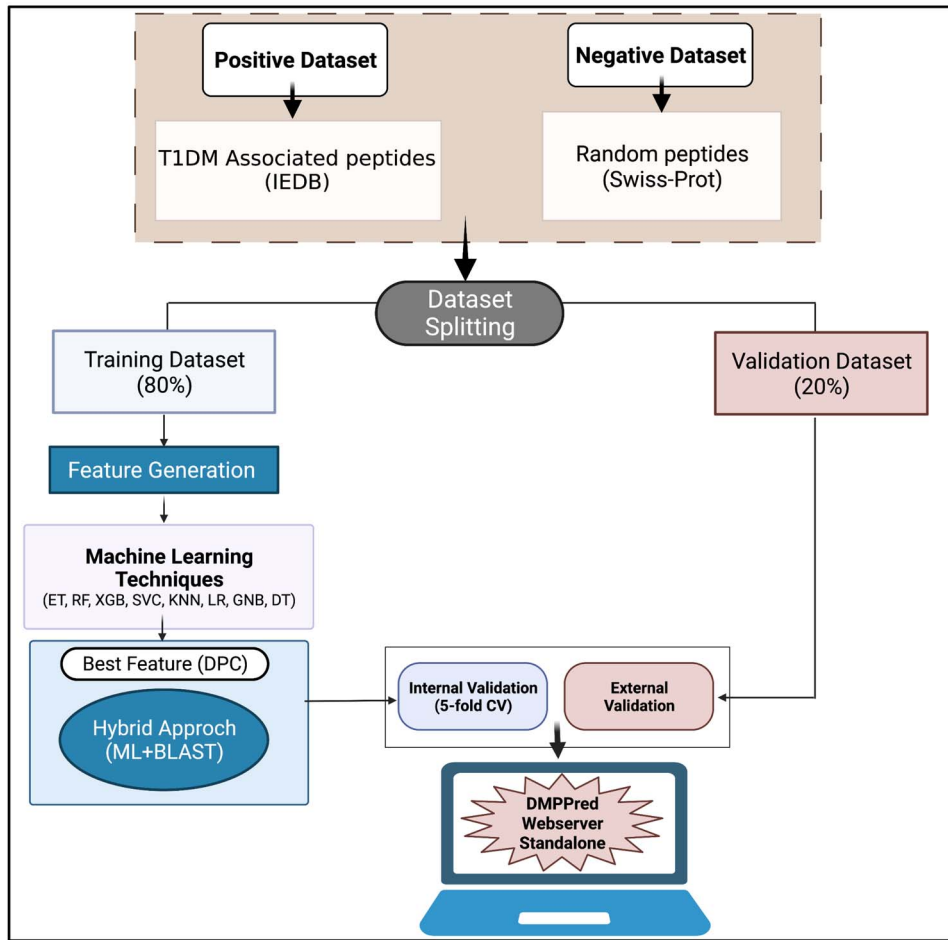 Positive Dataset
Negative Dataset
T1DM Associated peptides
(IEDB)
Random peptides
(Swiss-Prot)
Dataset
Splitting
Training Dataset
(80%)
Validation Dataset
(20%)
Feature Generation
Machine Learning
Techniques
(ET, RF, XGB, SVC, KNN, LR, GNB, DT)
Best Feature (DPC)
Hybrid Approch
(ML+BLAST)
Internal Validation
(5-fold CV)
External
Validation
DMPPred
Webserver
Standalone